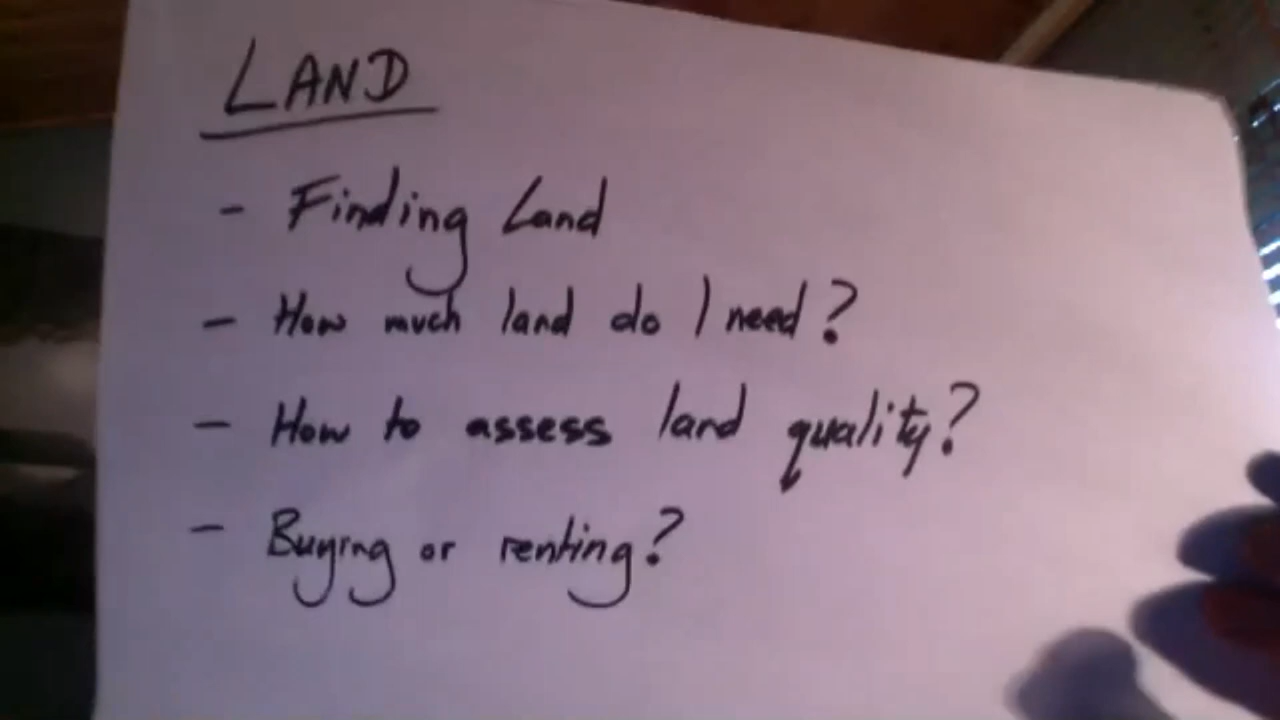 LAND
- Finding Land
- How much land do I need?
- How to assess land quality?
- Buying or renting?